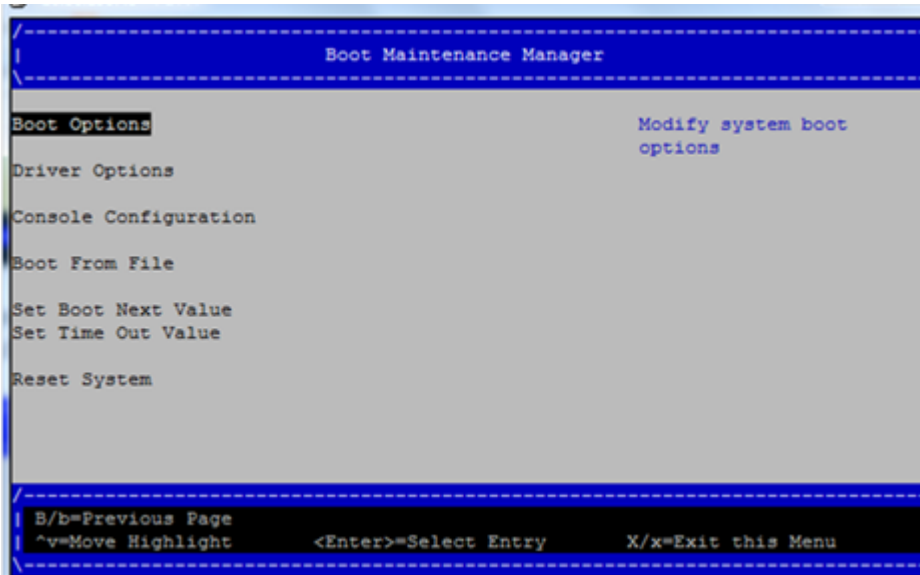 Boot Maintenance Manager
Boot Options
Modify system boot
options
Driver Options
Console Configuration
Boot From File
Set Boot Next Value
Set Time Out Value
Reset System
B/b=Previous Page
^v=Move Highlight <Enter>=Select Entry X/x=Exit this Menu